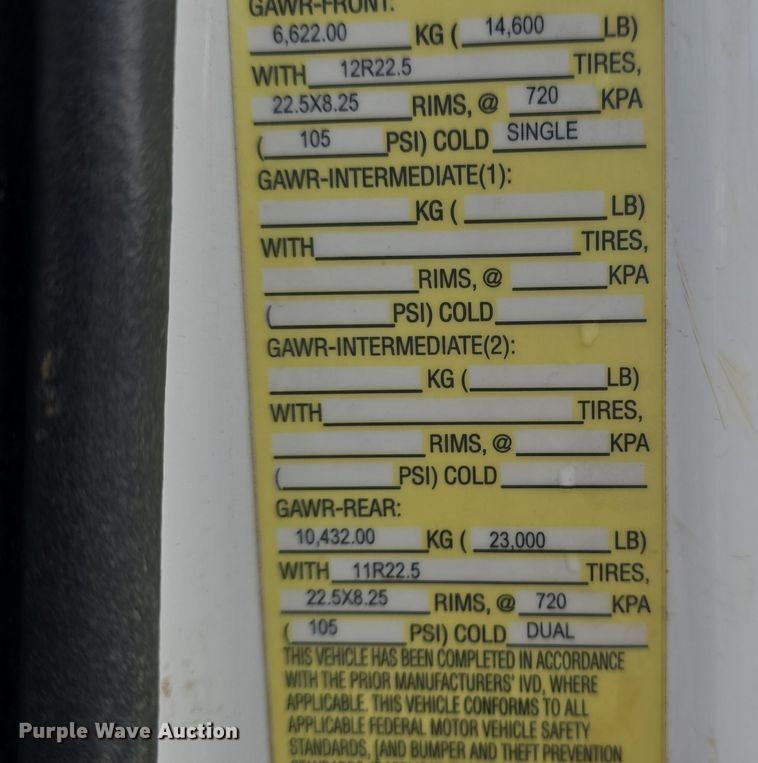 GAWR-FRONT:
6,622.00 KG ( 14,600 LB)
WITH 12R22.5 TIRES,
22.5X8.25 RIMS, @ 720 KPA
( 105 PSI) COLD SINGLE
GAWR-INTERMEDIATE(1):
KG ( LB)
WITH TIRES,
RIMS, @ KPA
( PSI) COLD
GAWR-INTERMEDIATE(2):
KG ( LB)
WITH TIRES,
RIMS, @ KPA
( PSI) COLD
GAWR-REAR:
10,432.00 KG ( 23,000 LB)
WITH 11R22.5 TIRES,
22.5X8.25 RIMS, @ 720 KPA
( 105 PSI) COLD DUAL
THIS VEHICLE HAS BEEN COMPLETED IN ACCORDANCE
WITH THE PRIOR MANUFACTURERS' IVD, WHERE
APPLICABLE. THIS VEHICLE CONFORMS TO ALL
APPLICABLE FEDERAL MOTOR VEHICLE SAFETY
STANDARDS, [AND BUMPER AND THEFT PREVENTION
Purple Wave Auction